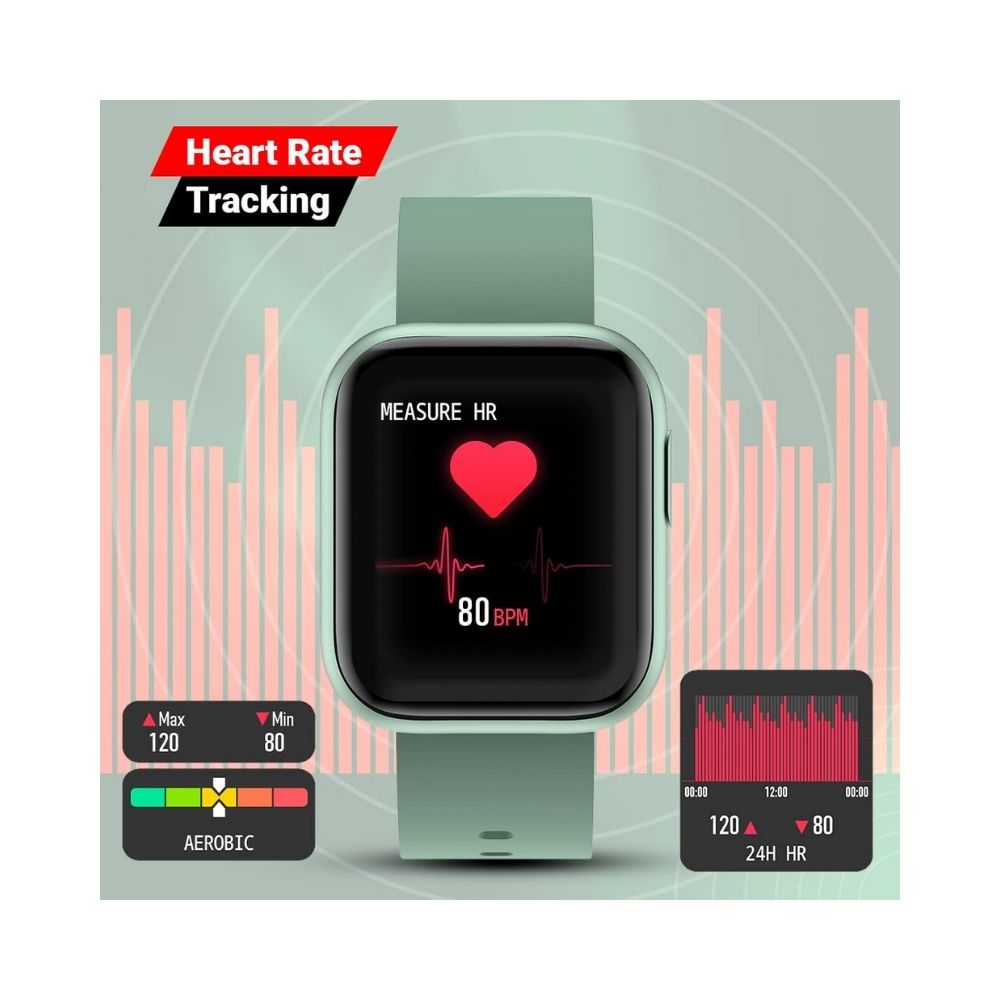 Heart Rate
Tracking
MEASURE HR
80 BPM
Max Min
120 80
AEROBIC
00:00 12:00 00:00
120 80
24H HR